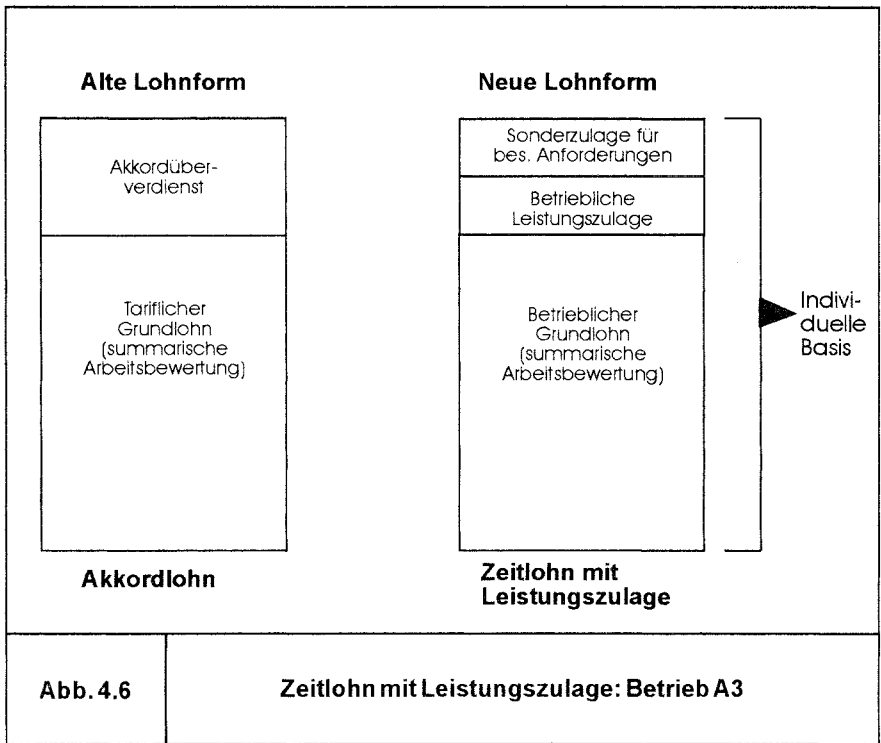 Alte Lohnform
Akkordüber-
verdienst
Tariflicher
Grundlohn
(summarische
Arbeitsbewertung)
Akkordlohn
Neue Lohnform
Sonderzulage für
bes. Anforderungen
Betriebliche
Leistungszulage
Betrieblicher
Grundlohn
(summarische
Arbeitsbewertung)
Zeitlohn mit
Leistungszulage
Indivi-
duelle
Basis
Abb. 4.6
Zeitlohn mit Leistungszulage: Betrieb A3